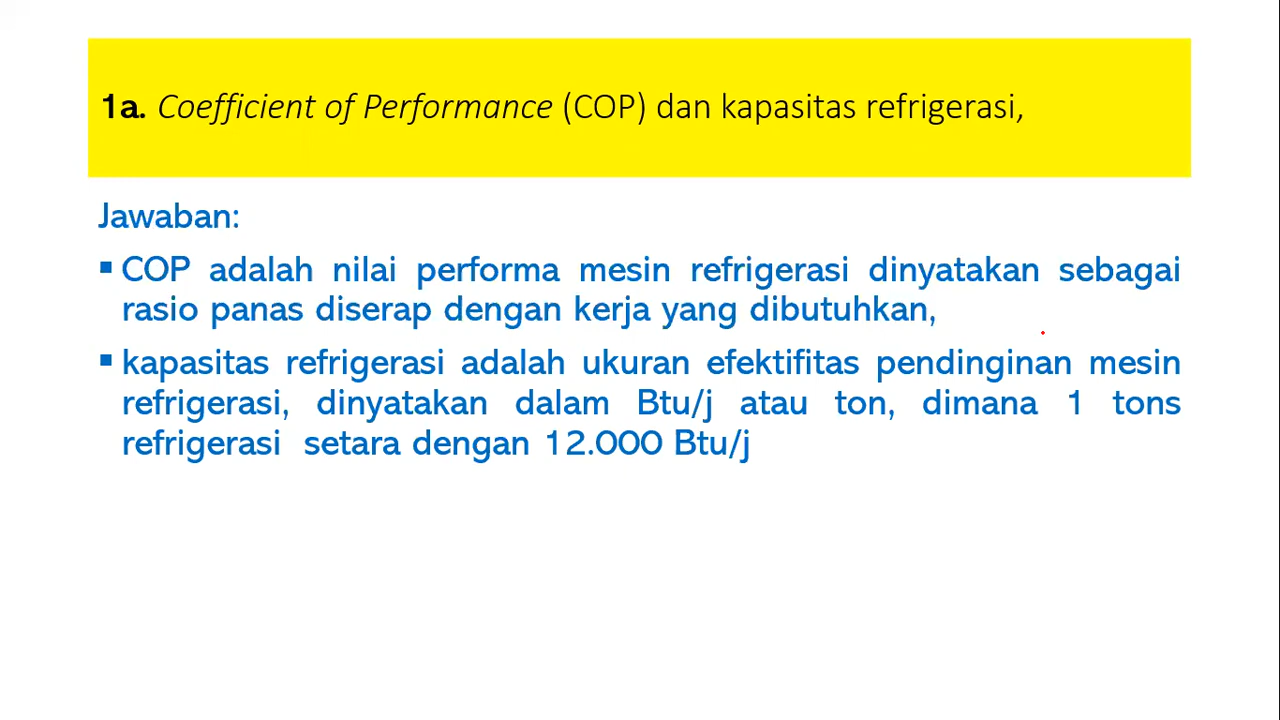 1a. Coefficient of Performance (COP) dan kapasitas refrigerasi,
Jawaban:
▪ COP adalah nilai performa mesin refrigerasi dinyatakan sebagai
rasio panas diserap dengan kerja yang dibutuhkan,
▪ kapasitas refrigerasi adalah ukuran efektifitas pendinginan mesin
refrigerasi, dinyatakan dalam Btu/j atau ton, dimana 1 tons
refrigerasi setara dengan 12.000 Btu/j